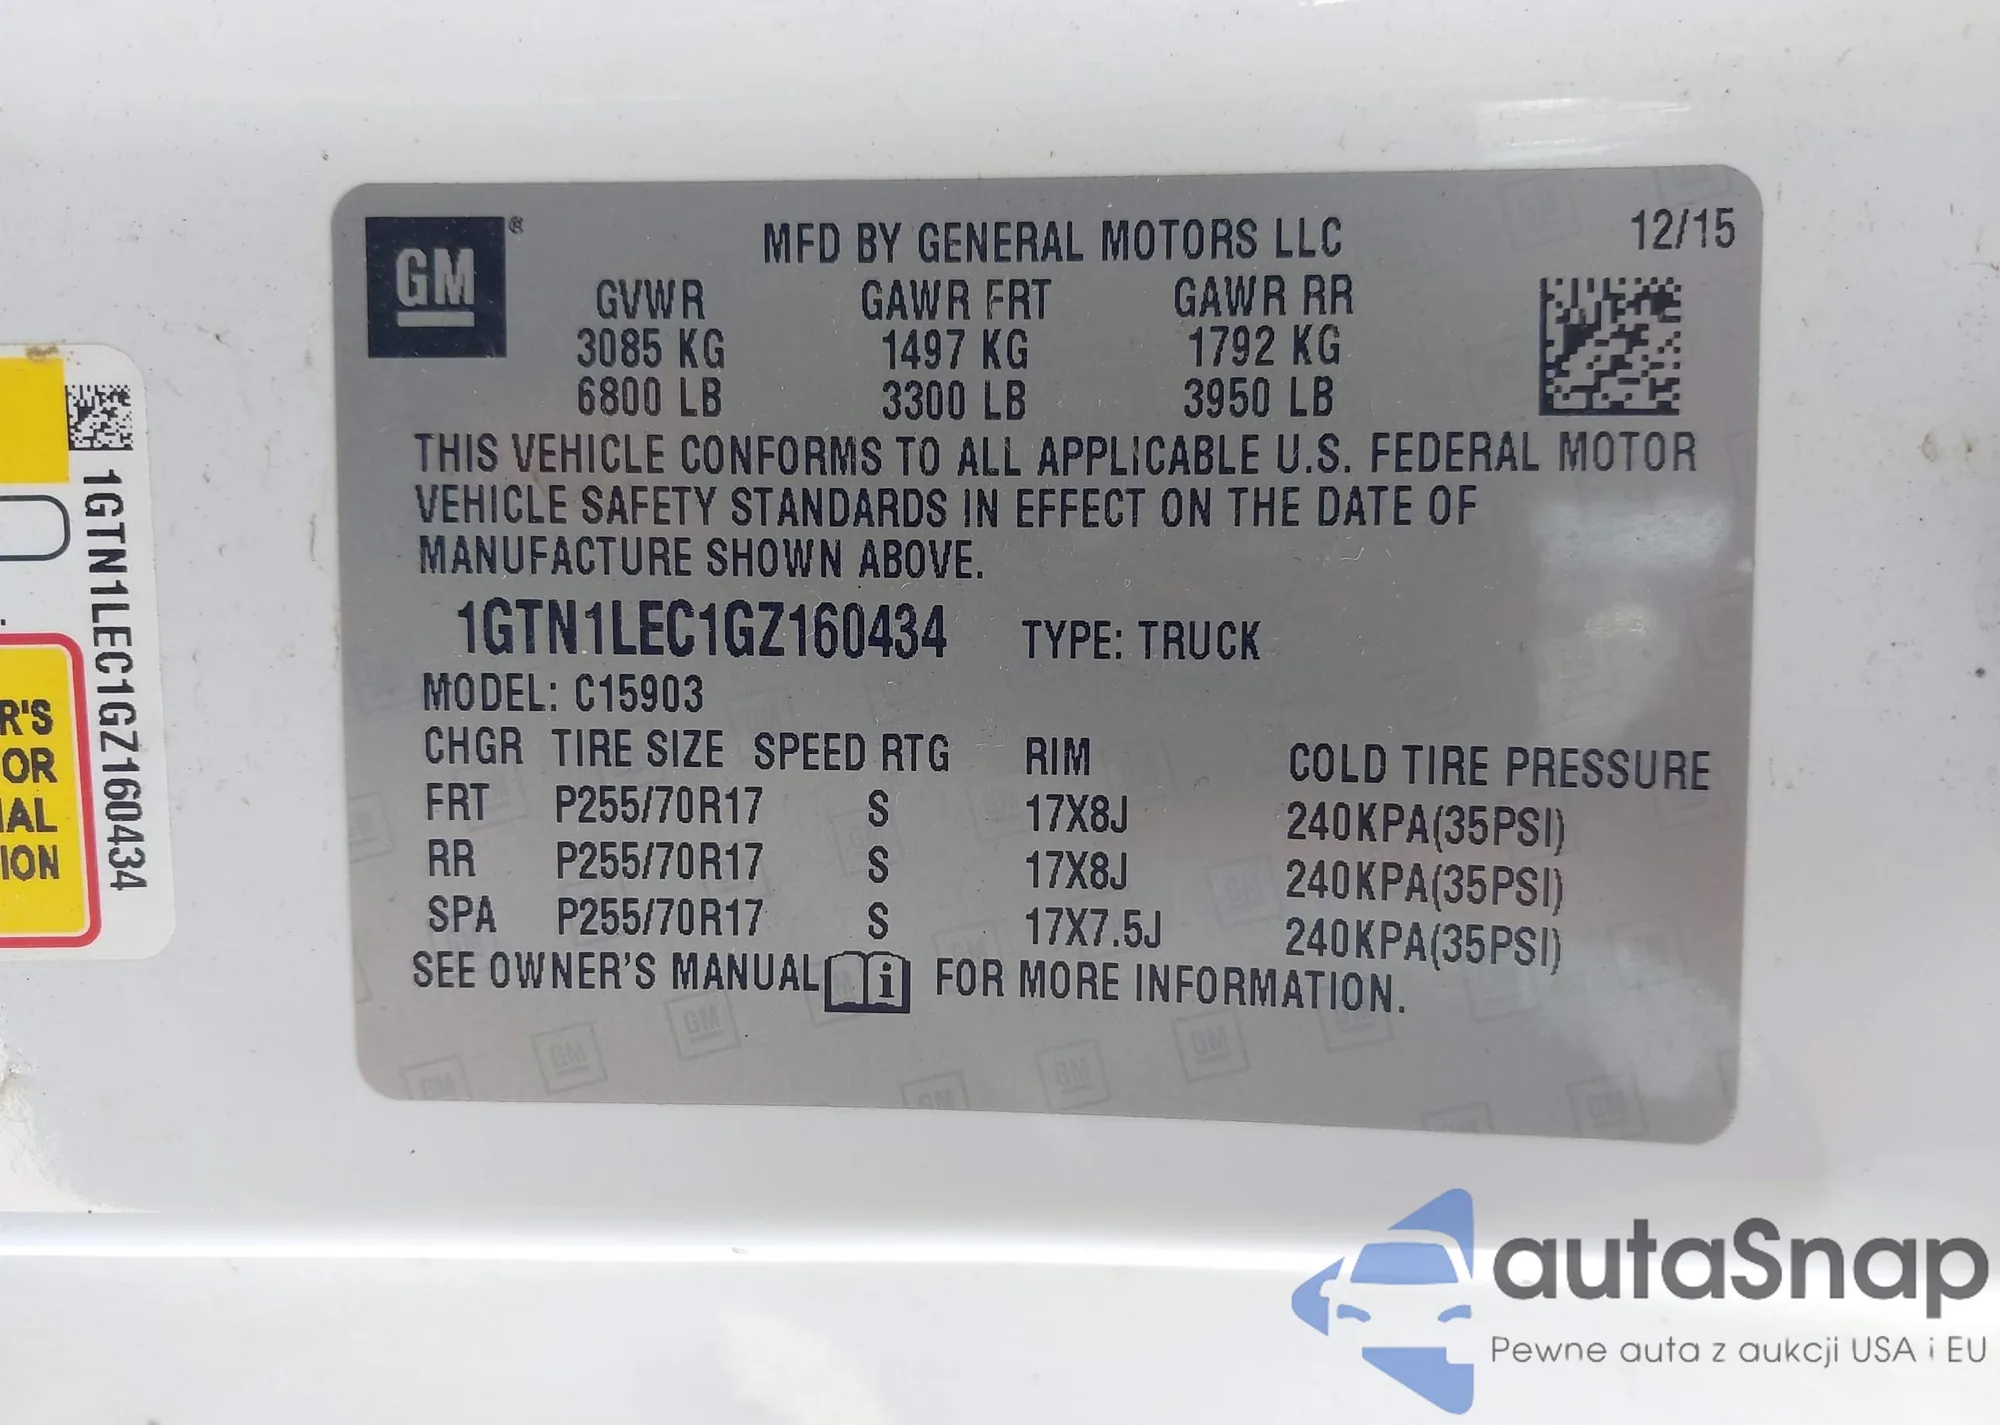 GM ®
MFD BY GENERAL MOTORS LLC
12/15
GVWR GAWR FRT GAWR RR
3085 KG 1497 KG 1792 KG
6800 LB 3300 LB 3950 LB
THIS VEHICLE CONFORMS TO ALL APPLICABLE U.S. FEDERAL MOTOR
VEHICLE SAFETY STANDARDS IN EFFECT ON THE DATE OF
MANUFACTURE SHOWN ABOVE.
1GTN1LEC1GZ160434 TYPE: TRUCK
MODEL: C15903
CHGR TIRE SIZE SPEED RTG RIM COLD TIRE PRESSURE
FRT P255/70R17 S 17X8J 240KPA(35PSI)
RR P255/70R17 S 17X8J 240KPA(35PSI)
SPA P255/70R17 S 17X7.5J 240KPA(35PSI)
SEE OWNER'S MANUAL i FOR MORE INFORMATION.
1GTN1LEC1GZ160434
R'S
OR
IAL
ION
autaSnap
Pewne auta z aukcji USA i EU